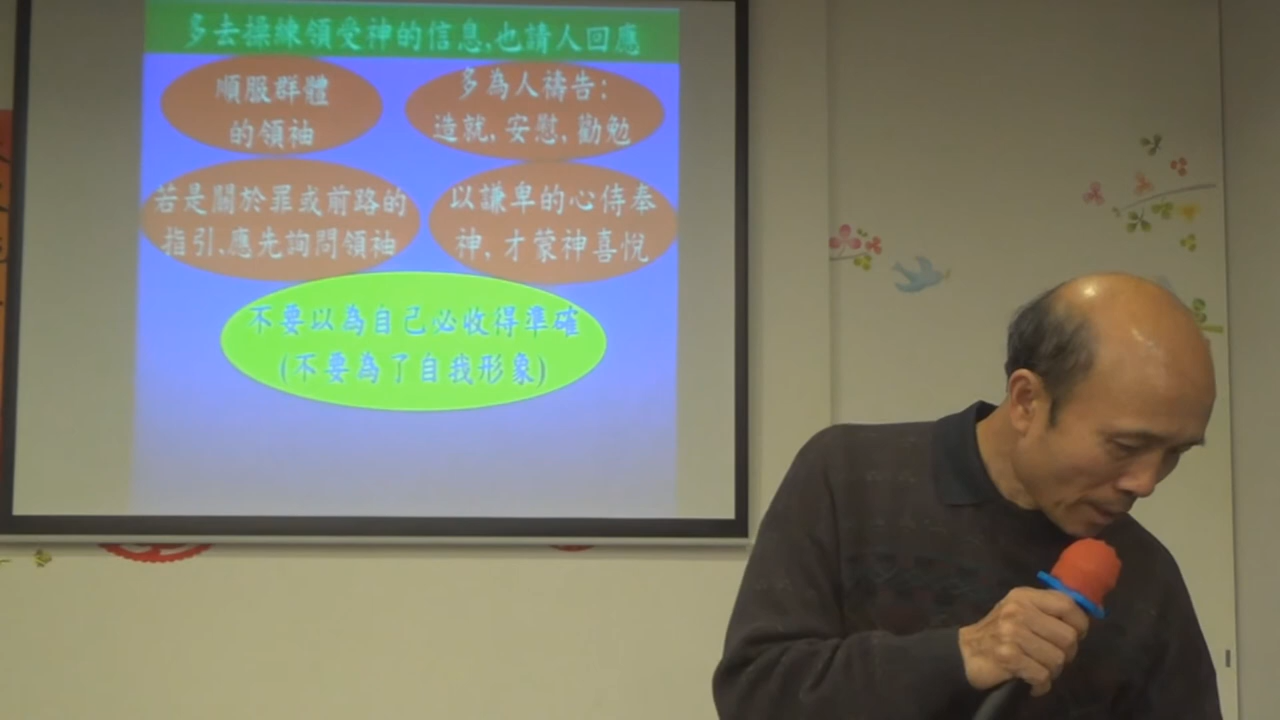 多去操練領受神的信息,也請人回應
順服群體
的領袖
多為人禱告:
造就,安慰,勸勉
若是關於罪或前路的
指引、應先詢問領袖
以謙卑的心侍奉
神,才蒙神喜悅
不要以為自己必收得準確
(不要為了自我形象)